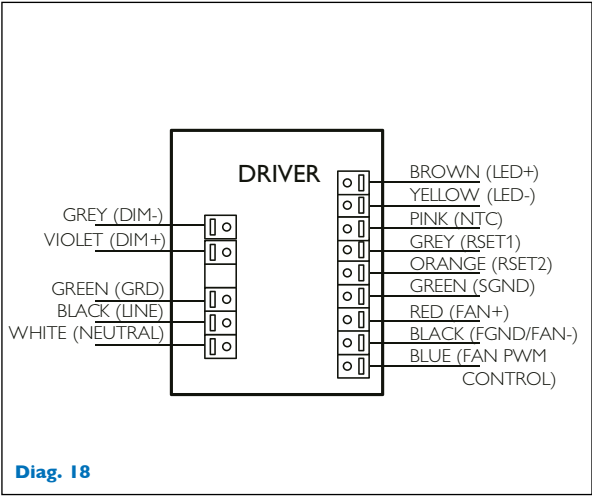 DRIVER
GREY (DIM-)
VIOLET (DIM+)
GREEN (GRD)
BLACK (LINE)
WHITE (NEUTRAL)
BROWN (LED+)
YELLOW (LED-)
PINK (NTC)
GREY (RSET1)
ORANGE (RSET2)
GREEN (SGND)
RED (FAN+)
BLACK (FGND/FAN-)
BLUE (FAN PWM
CONTROL)
Diag. 18